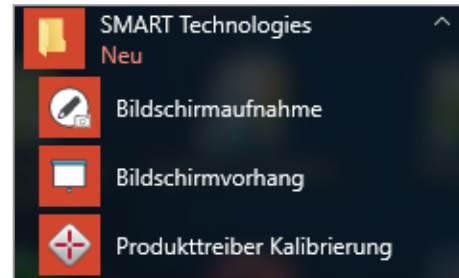 SMART Technologies
Neu
Bildschirmaufnahme
Bildschirmvorhang
Produkttreiber Kalibrierung